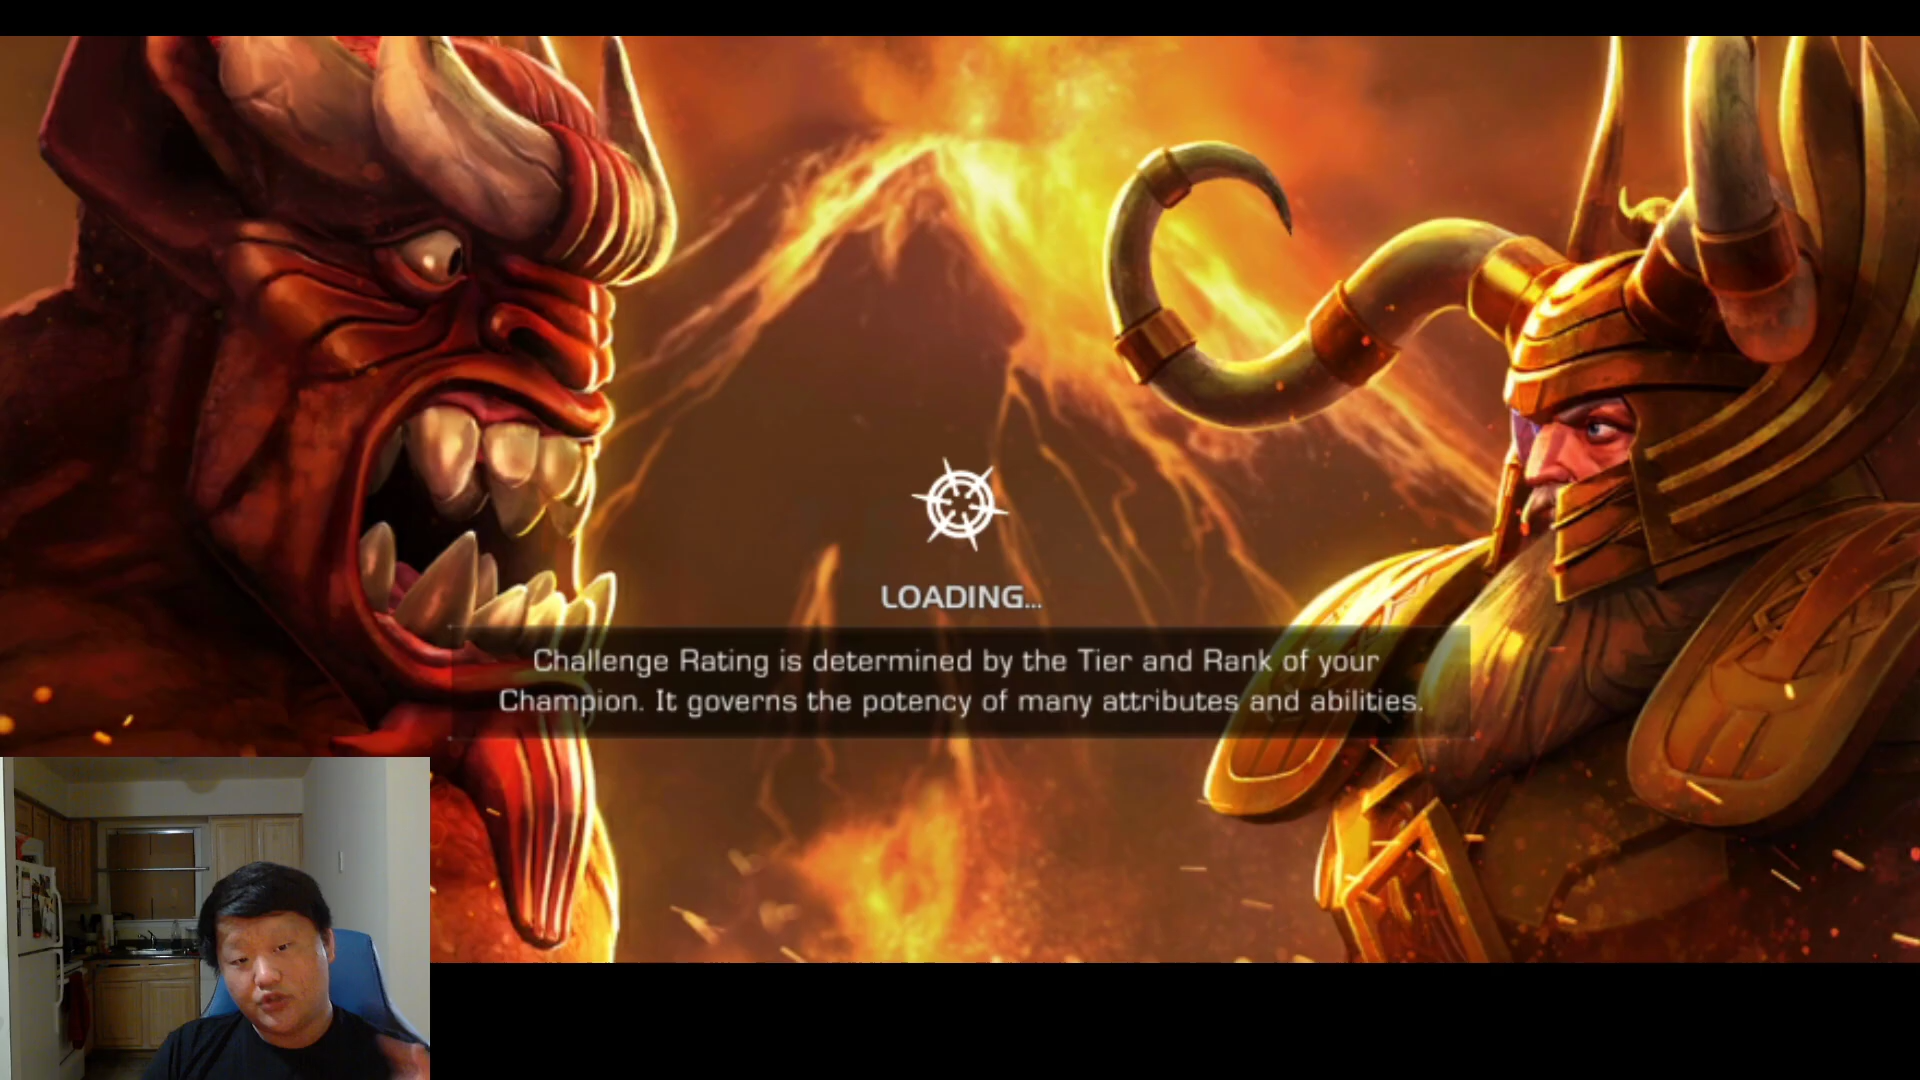 LOADING...
Challenge Rating is determined by the Tier and Rank of your
Champion. It governs the potency of many attributes and abilities.